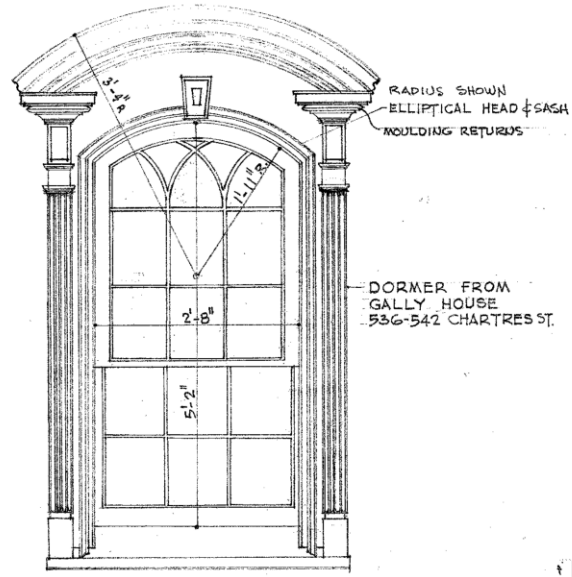 3'-4" R.
RADIUS SHOWN
ELLIPTICAL HEAD & SASH
MOULDING RETURNS
1'-11" R.
DORMER FROM
GALLY HOUSE
536-542 CHARTRES ST.
2'-8"
5'-2"